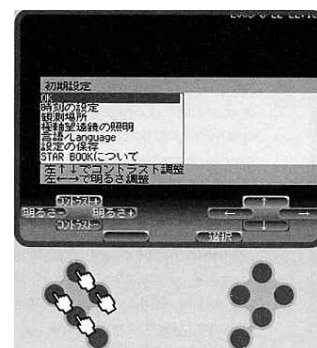 初期設定
OK
時刻の設定
観測場所
極軸望遠鏡の照明
言語/Language
設定の保存
STAR BOOKについて
左↑↓でコントラスト調整
左←→で明るさ調整
コントラスト+
明るさ- 明るさ+
コントラスト-
↑
← →
↓
選択